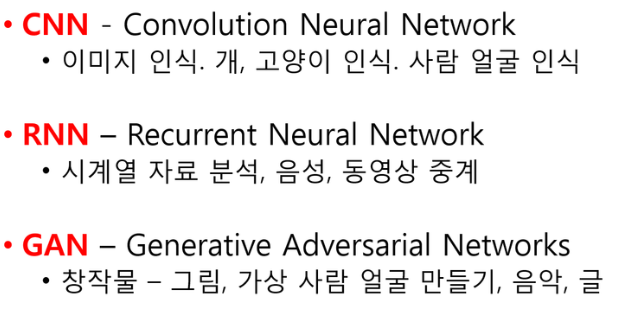 • CNN - Convolution Neural Network
• 이미지 인식. 개, 고양이 인식. 사람 얼굴 인식
• RNN – Recurrent Neural Network
• 시계열 자료 분석, 음성, 동영상 중계
• GAN – Generative Adversarial Networks
• 창작물 – 그림, 가상 사람 얼굴 만들기, 음악, 글